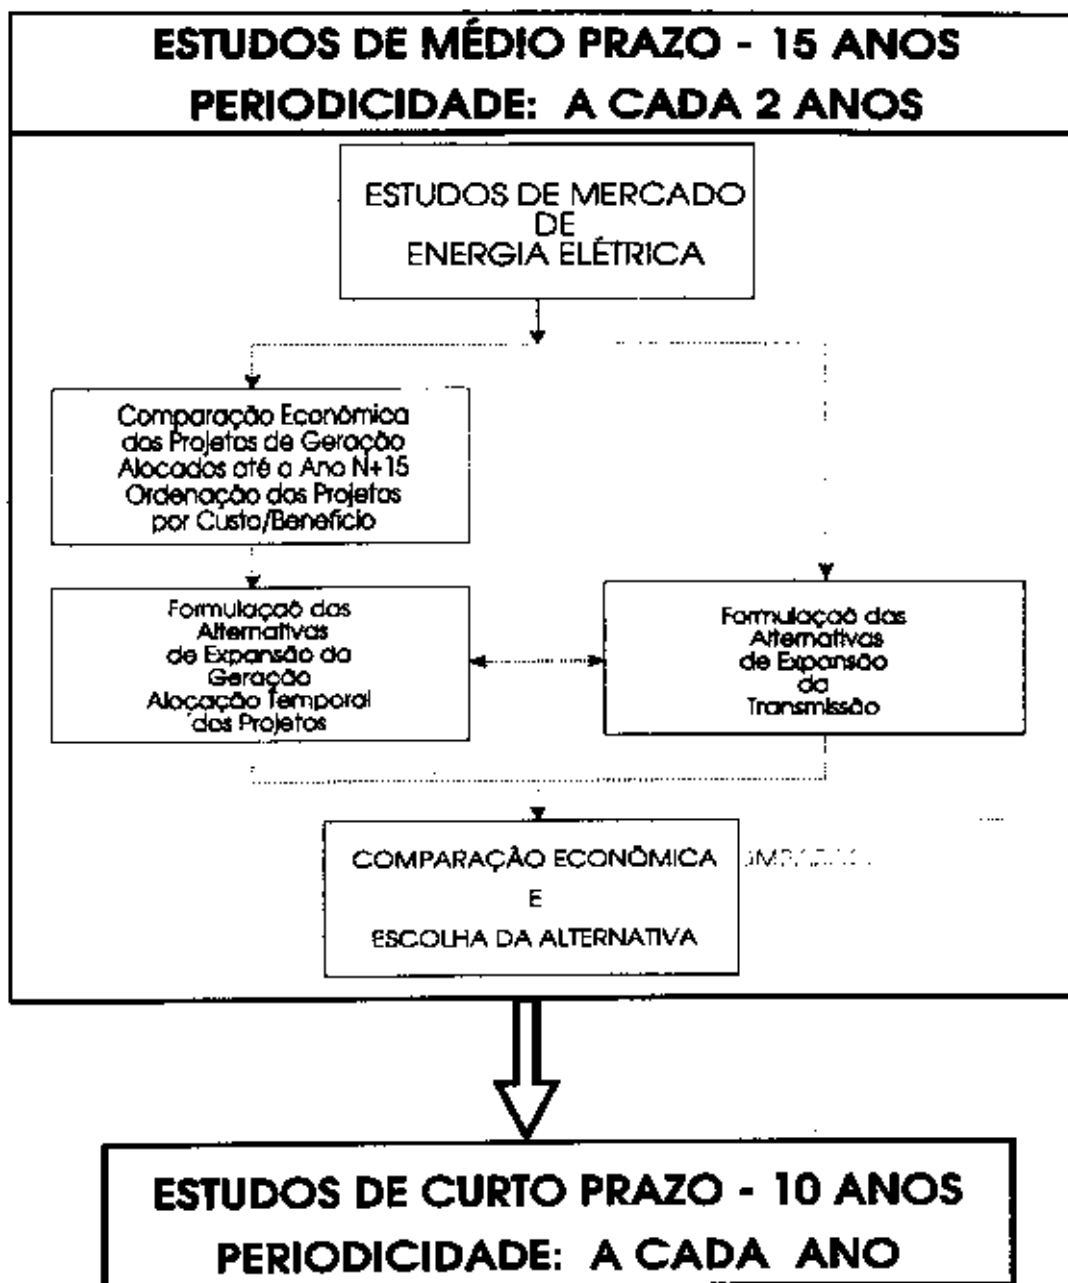 ESTUDOS DE MÉDIO PRAZO - 15 ANOS
PERIODICIDADE: A CADA 2 ANOS
ESTUDOS DE MERCADO
DE
ENERGIA ELÉTRICA
Comparação Econômica
dos Projetos de Geração
Alocados até o Ano N+15
Ordenação dos Projetos
por Custo/Benefício
Formulaçaõ das
Alternativas
de Expansão da
Geração
Alocação Temporal
dos Projetos
Formulaçaõ das
Alternativas
de Expansão
da
Transmissão
COMPARAÇÃO ECONÔMICA
E
ESCOLHA DA ALTERNATIVA
ESTUDOS DE CURTO PRAZO - 10 ANOS
PERIODICIDADE: A CADA ANO